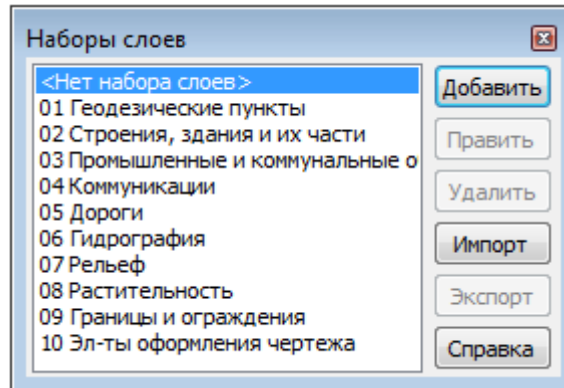 Наборы слоев
<Нет набора слоев>
01 Геодезические пункты
02 Строения, здания и их части
03 Промышленные и коммунальные о
04 Коммуникации
05 Дороги
06 Гидрография
07 Рельеф
08 Растительность
09 Границы и ограждения
10 Эл-ты оформления чертежа
Добавить
Править
Удалить
Импорт
Экспорт
Справка